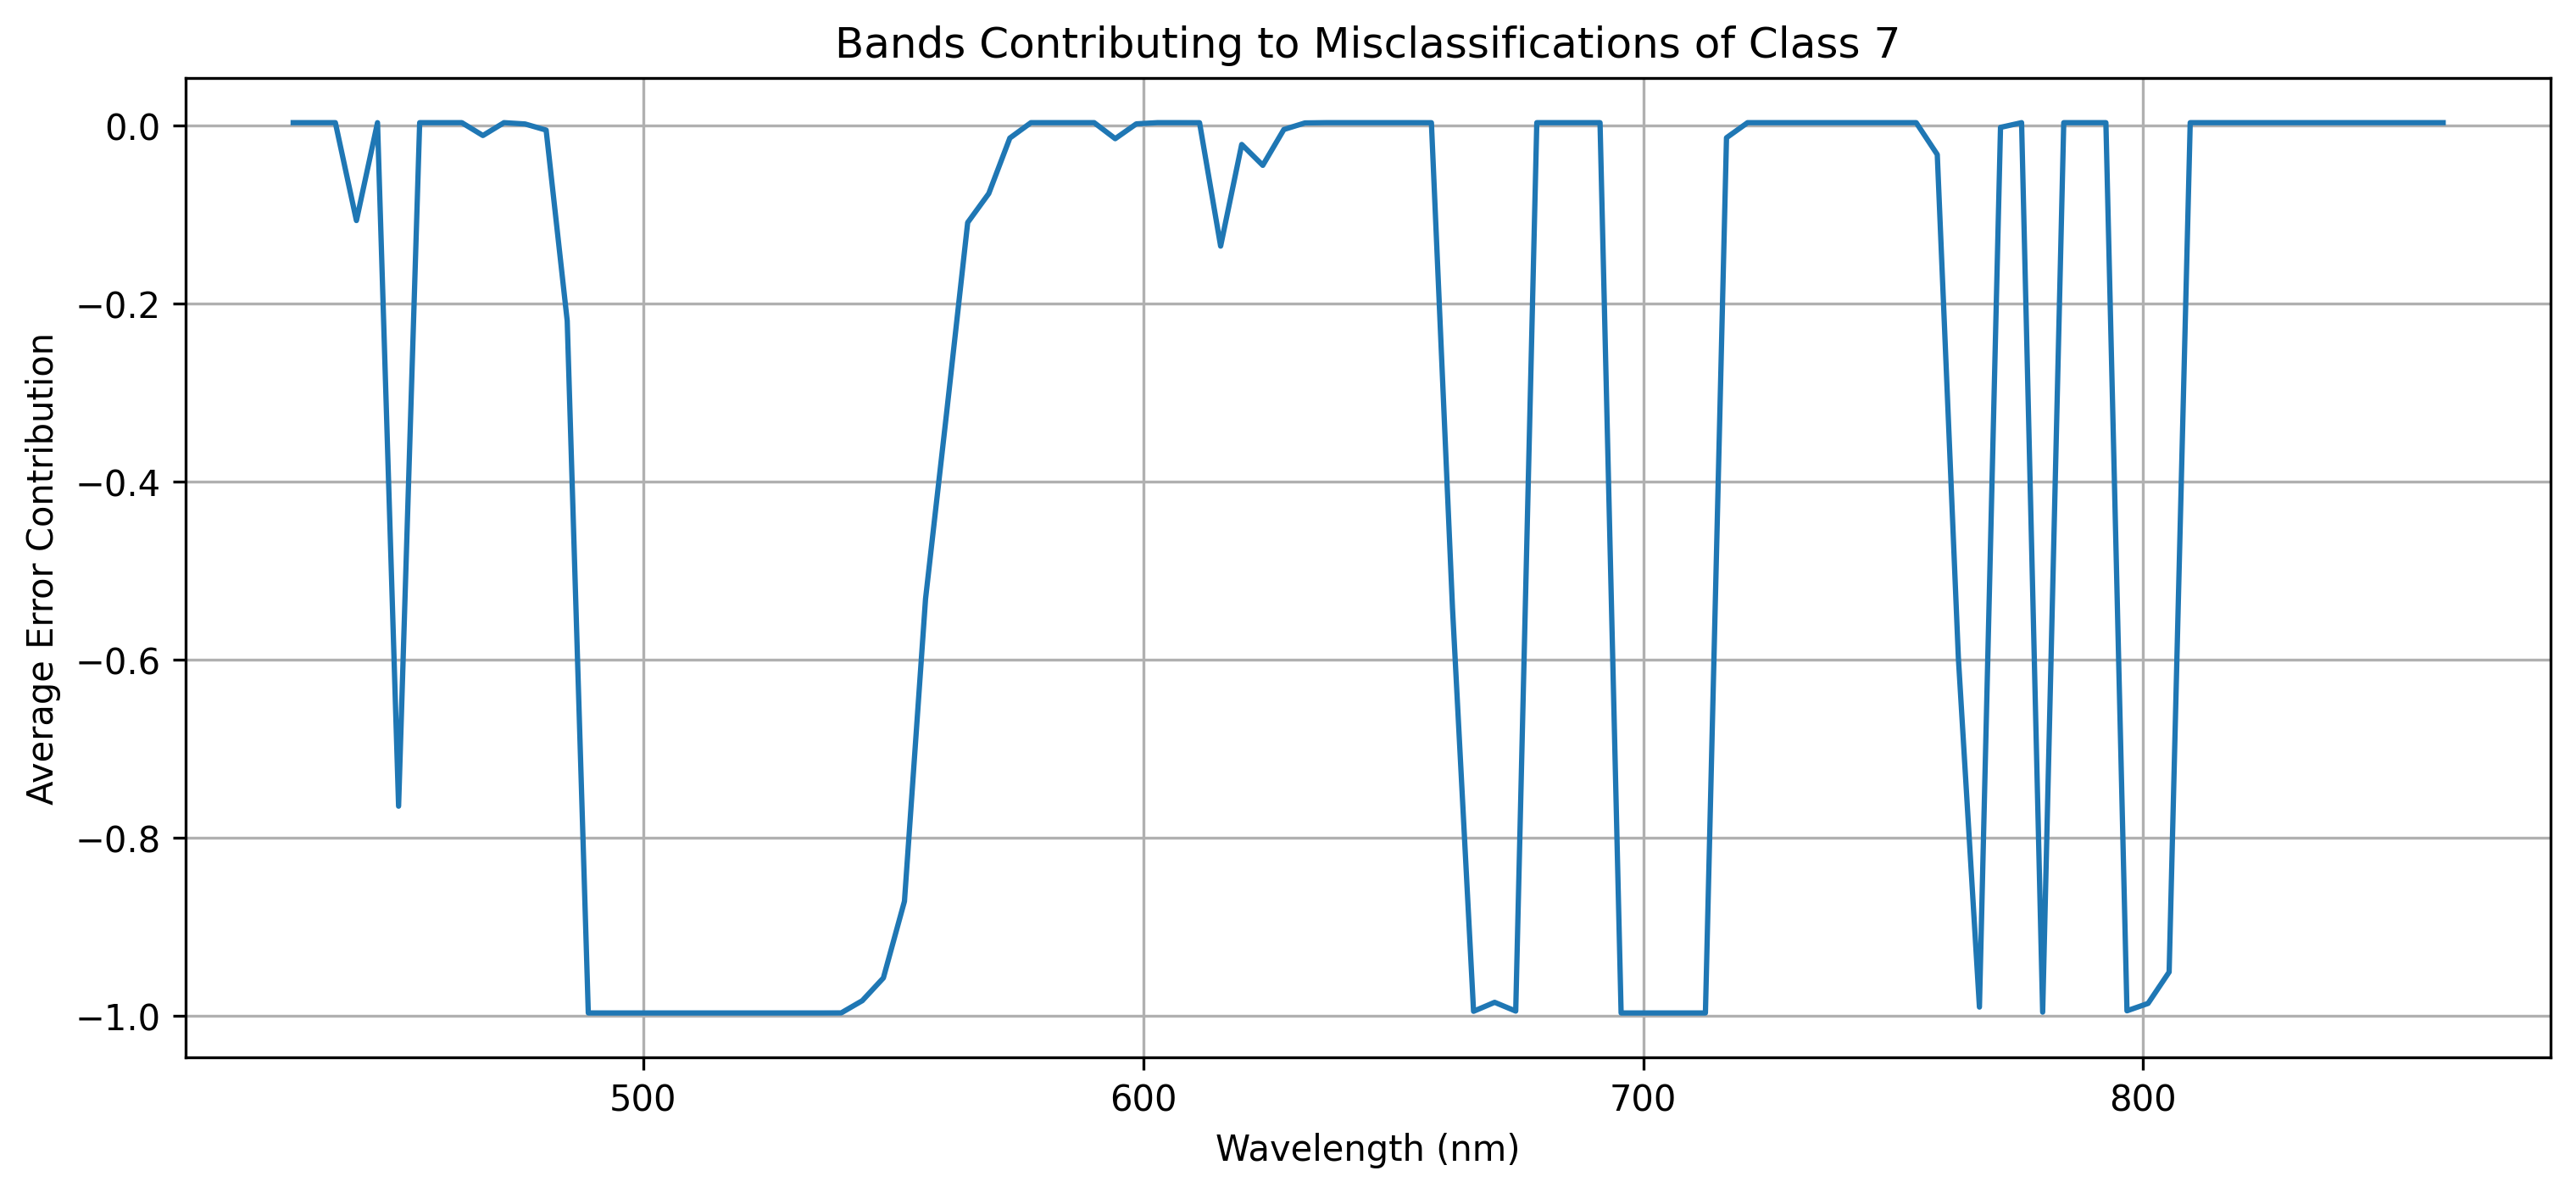 Bands Contributing to Misclassifications of Class 7
Average Error Contribution
0.0
−0.2
−0.4
−0.6
−0.8
−1.0
500 600 700 800
Wavelength (nm)